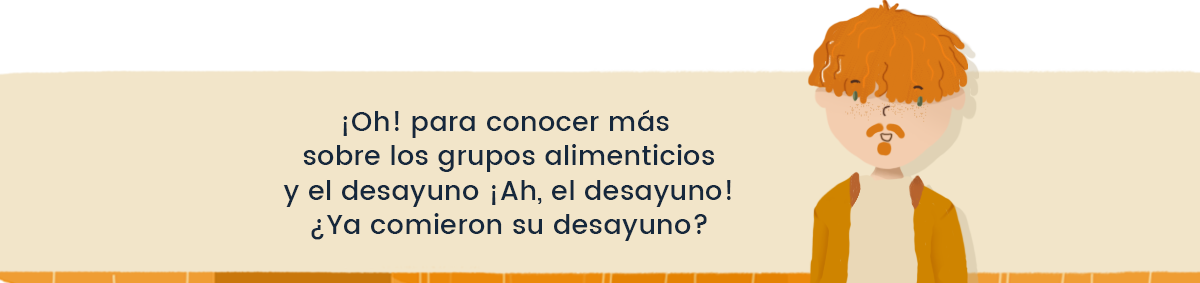 ¡Oh! para conocer más
sobre los grupos alimenticios
y el desayuno ¡Ah, el desayuno!
¿Ya comieron su desayuno?